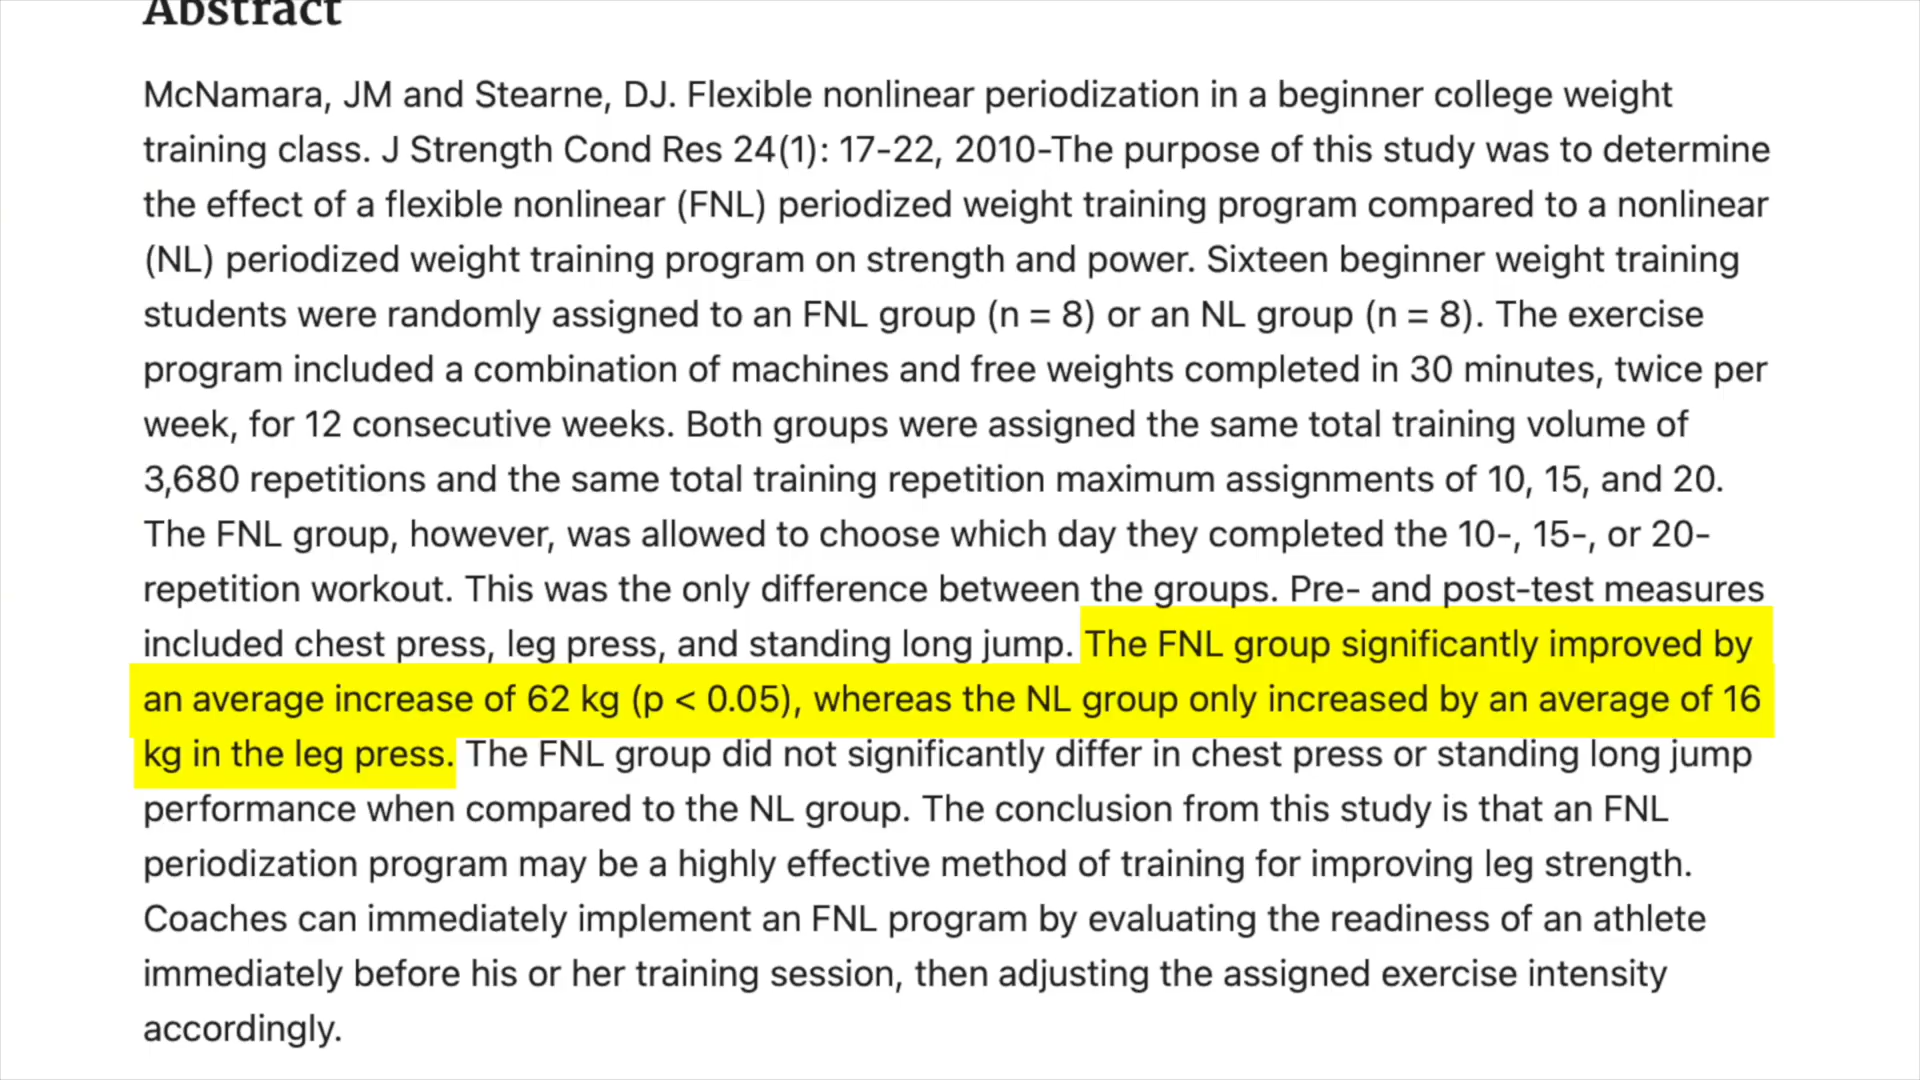 Abstract
McNamara, JM and Stearne, DJ. Flexible nonlinear periodization in a beginner college weight
training class. J Strength Cond Res 24(1): 17-22, 2010-The purpose of this study was to determine
the effect of a flexible nonlinear (FNL) periodized weight training program compared to a nonlinear
(NL) periodized weight training program on strength and power. Sixteen beginner weight training
students were randomly assigned to an FNL group (n = 8) or an NL group (n = 8). The exercise
program included a combination of machines and free weights completed in 30 minutes, twice per
week, for 12 consecutive weeks. Both groups were assigned the same total training volume of
3,680 repetitions and the same total training repetition maximum assignments of 10, 15, and 20.
The FNL group, however, was allowed to choose which day they completed the 10-, 15-, or 20-
repetition workout. This was the only difference between the groups. Pre- and post-test measures
included chest press, leg press, and standing long jump. The FNL group significantly improved by
an average increase of 62 kg (p < 0.05), whereas the NL group only increased by an average of 16
kg in the leg press. The FNL group did not significantly differ in chest press or standing long jump
performance when compared to the NL group. The conclusion from this study is that an FNL
periodization program may be a highly effective method of training for improving leg strength.
Coaches can immediately implement an FNL program by evaluating the readiness of an athlete
immediately before his or her training session, then adjusting the assigned exercise intensity
accordingly.